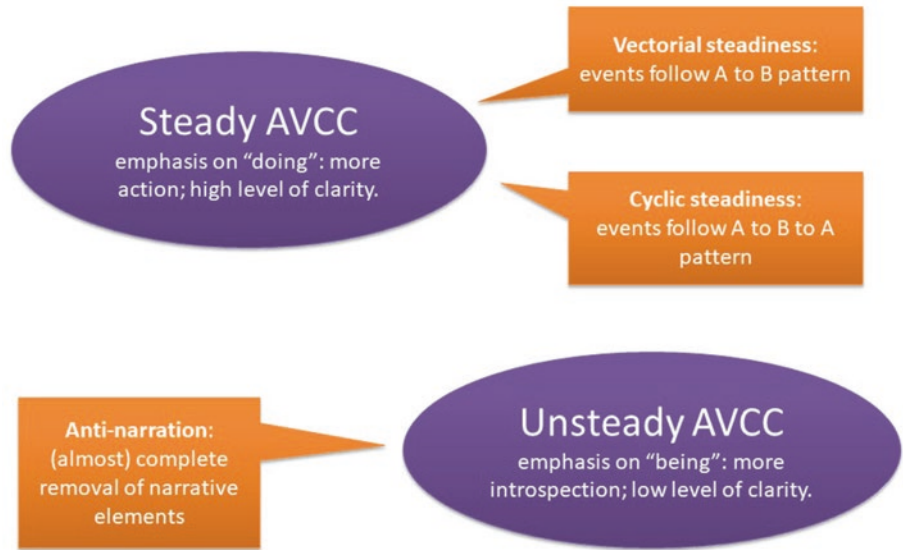 Vectorial steadiness:
events follow A to B pattern
Steady AVCC
emphasis on “doing”: more
action; high level of clarity.
Cyclic steadiness:
events follow A to B to A
pattern
Anti-narration:
(almost) complete
removal of narrative
elements
Unsteady AVCC
emphasis on “being”: more
introspection; low level of clarity.